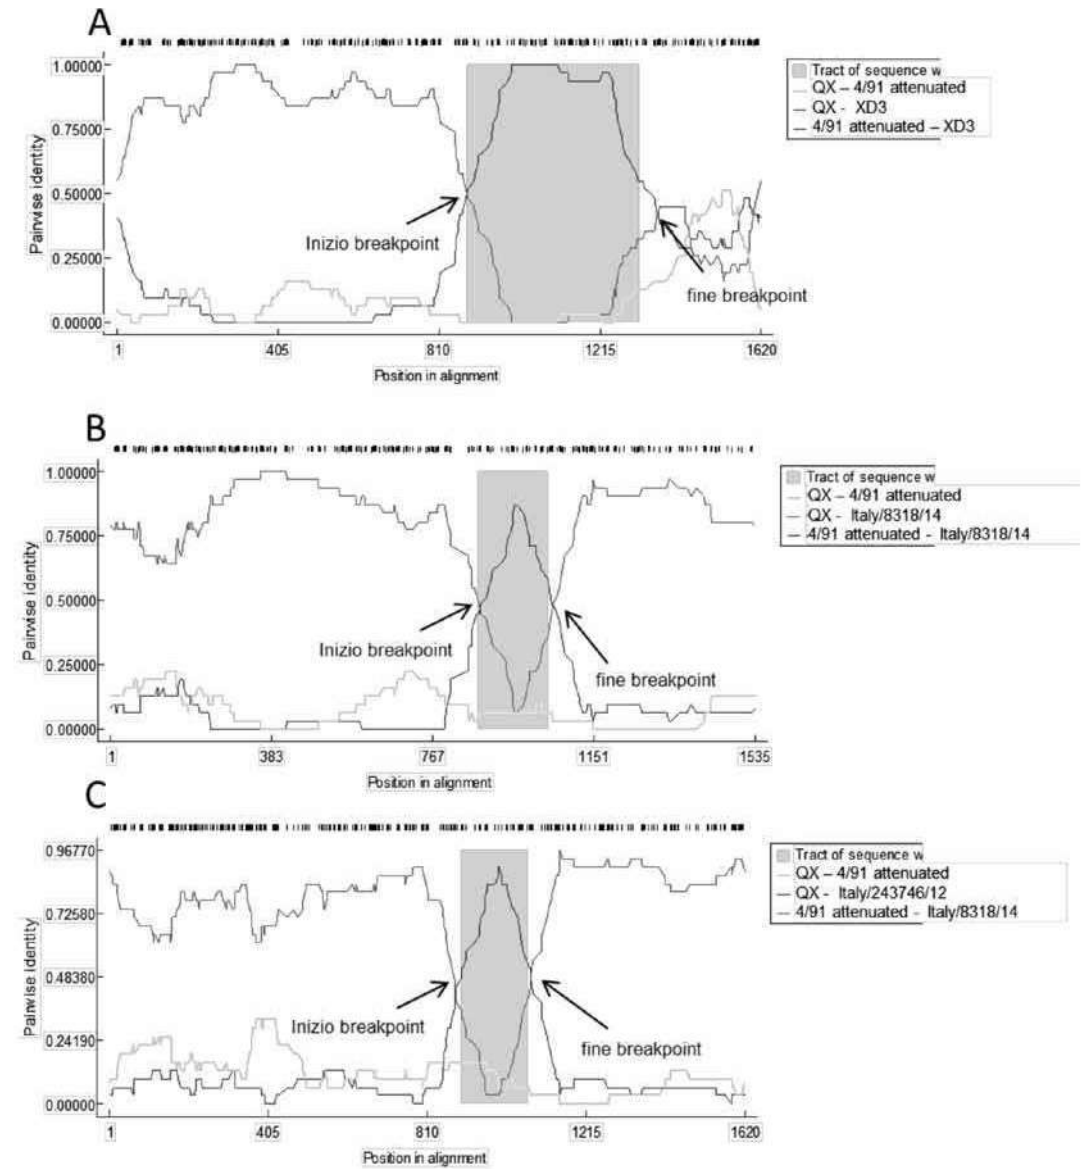 A
1.00000
0.75000
0.50000
0.25000
0.00000
Pairwise identity
Inizio breakpoint
fine breakpoint
1
405
810
1215
1620
Position in alignment
Tract of sequence w
QX – 4/91 attenuated
QX - XD3
4/91 attenuated – XD3
B
1.00000
0.75000
0.50000
0.25000
0.00000
Pairwise identity
Inizio breakpoint
fine breakpoint
1
383
767
1151
1535
Position in alignment
Tract of sequence w
QX – 4/91 attenuated
QX - Italy/8318/14
4/91 attenuated - Italy/8318/14
C
0.96770
0.72580
0.48380
0.24190
0.00000
Pairwise identity
Inizio breakpoint
fine breakpoint
1
405
810
1215
1620
Position in alignment
Tract of sequence w
QX – 4/91 attenuated
QX - Italy/243746/12
4/91 attenuated - Italy/8318/14